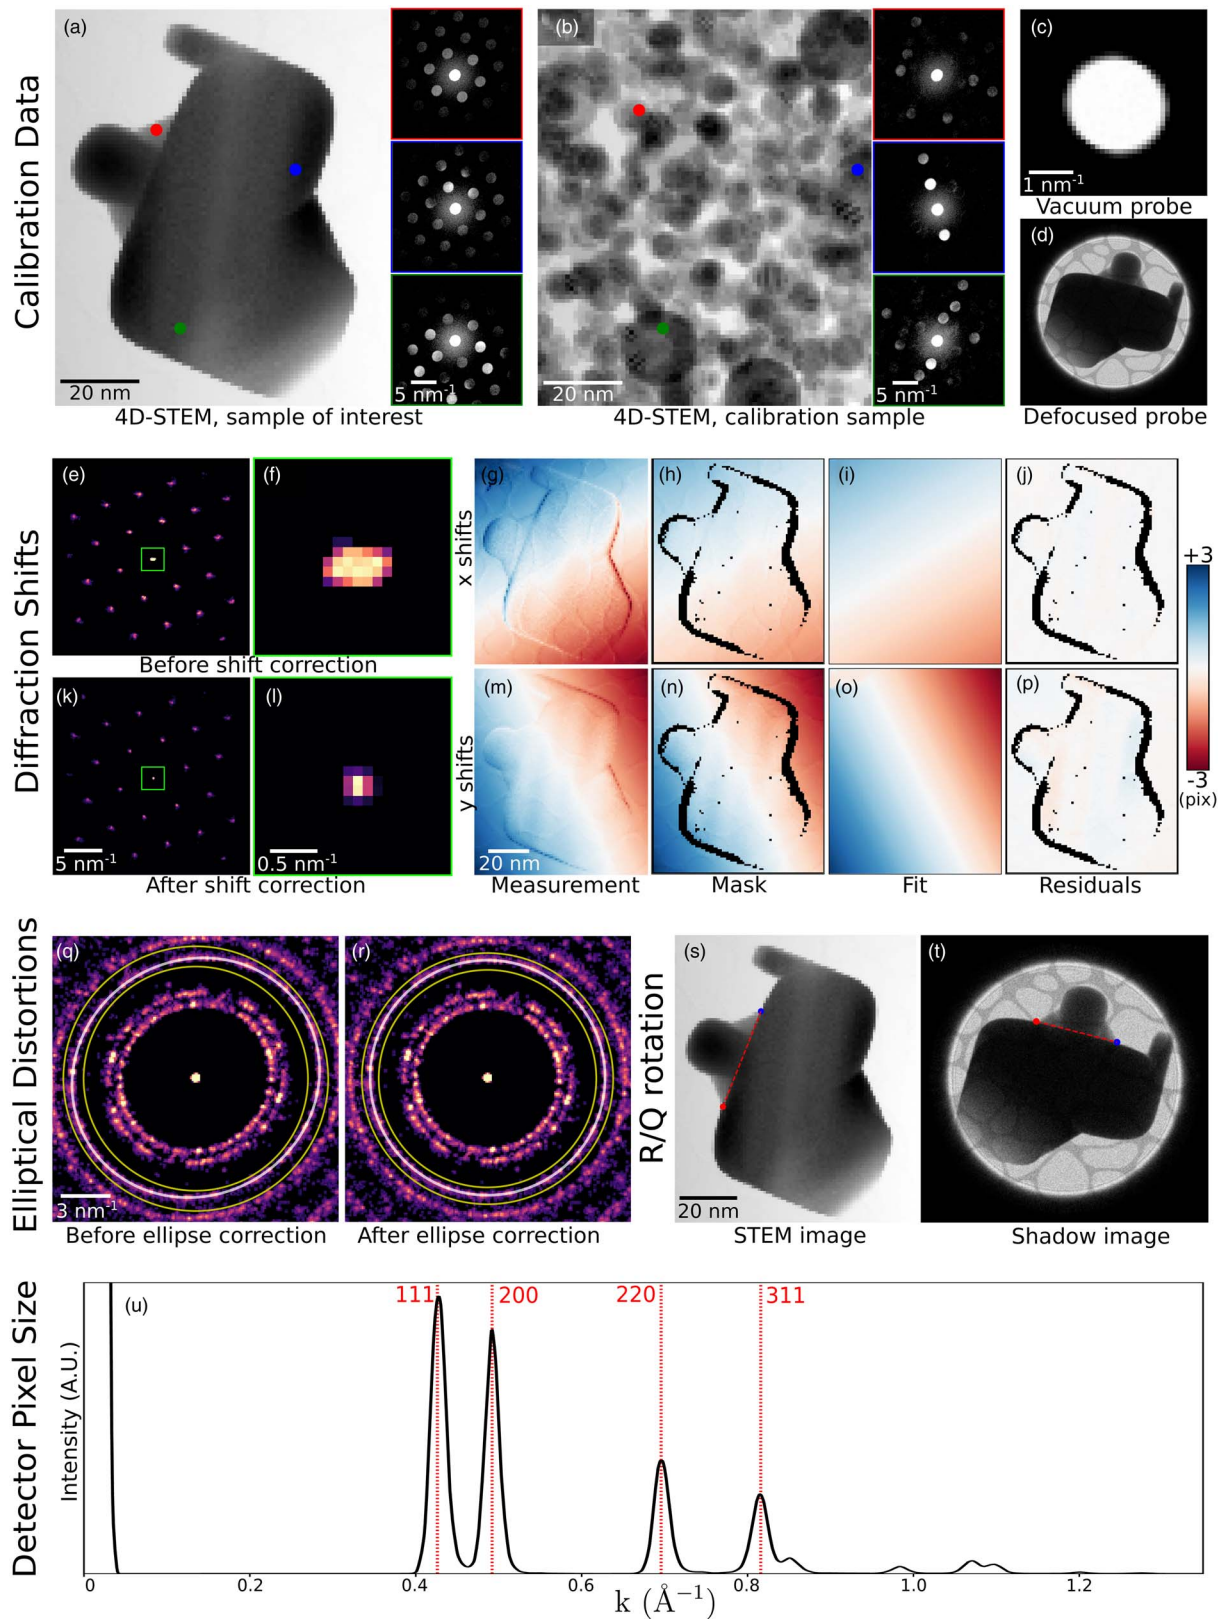 Calibration Data
(a)
20 nm
5 nm⁻¹
4D-STEM, sample of interest
(b)
20 nm
5 nm⁻¹
4D-STEM, calibration sample
(c)
1 nm⁻¹
Vacuum probe
(d)
Defocused probe
Diffraction Shifts
(e)
(f)
Before shift correction
(k)
(l)
5 nm⁻¹
0.5 nm⁻¹
After shift correction
x shifts
(g)
(h)
(i)
(j)
y shifts
(m)
(n)
(o)
(p)
20 nm
Measurement
Mask
Fit
Residuals
+3
-3
(pix)
Elliptical Distortions
(q)
(r)
3 nm⁻¹
Before ellipse correction
After ellipse correction
R/Q rotation
(s)
20 nm
STEM image
(t)
Shadow image
Detector Pixel Size
Intensity (A.U.)
(u)
111
200
220
311
0 0.2 0.4 0.6 0.8 1.0 1.2
k (Å⁻¹)